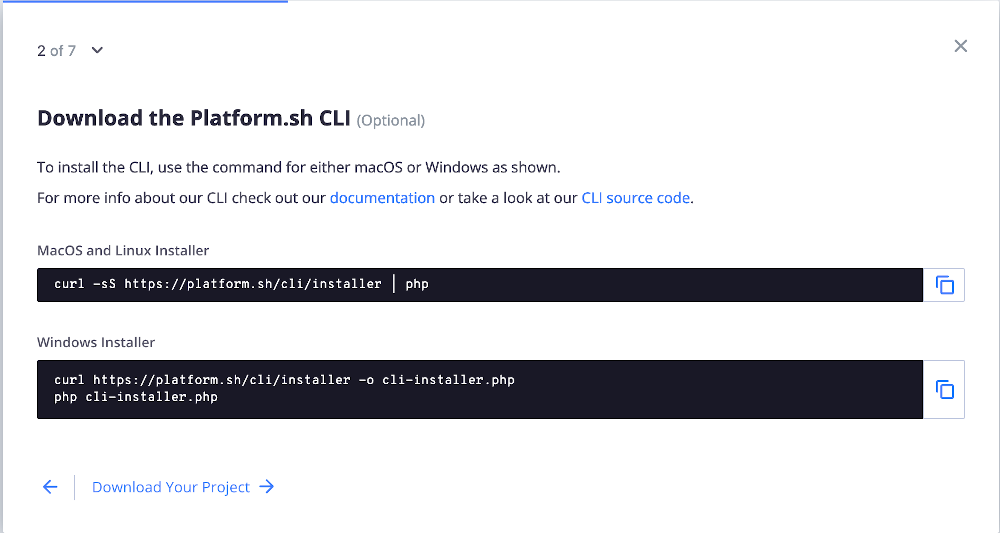 2 of 7
Download the Platform.sh CLI (Optional)
To install the CLI, use the command for either macOS or Windows as shown.
For more info about our CLI check out our documentation or take a look at our CLI source code.
MacOS and Linux Installer
curl -sS https://platform.sh/cli/installer | php
Windows Installer
curl https://platform.sh/cli/installer -o cli-installer.php
php cli-installer.php
Download Your Project